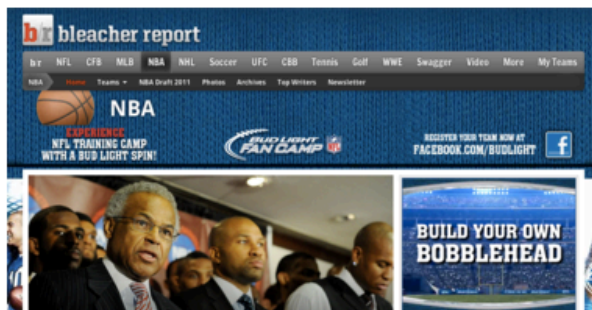 b/r bleacher report
b/r NFL CFB MLB NBA NHL Soccer UFC CBB Tennis Golf WWE Swagger Video More My Teams
NBA Home Teams NBA Draft 2011 Photos Archives Top Writers Newsletter
NBA
EXPERIENCE
NFL TRAINING CAMP
WITH A BUD LIGHT SPIN!
BUD LIGHT
FAN CAMP
NFL
REGISTER YOUR TEAM NOW AT
FACEBOOK.COM/BUDLIGHT
f
BUILD YOUR OWN
BOBBLEHEAD